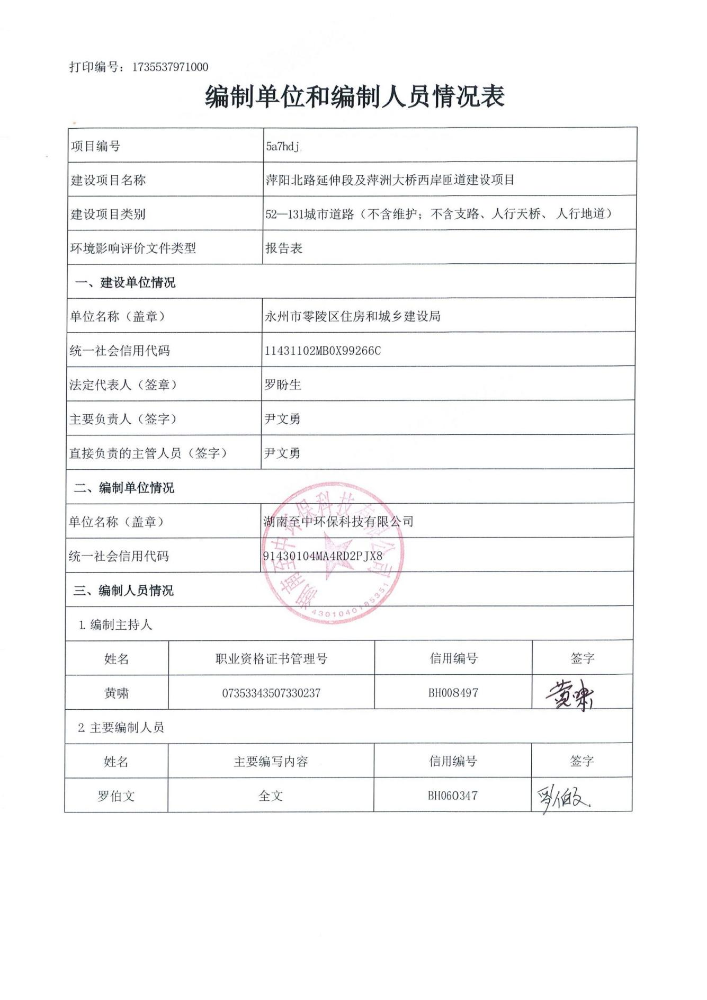 打印编号：1735537971000
编制单位和编制人员情况表
项目编号 5a7hdj
建设项目名称 萍阳北路延伸段及萍洲大桥西岸匝道建设项目
建设项目类别 52—131城市道路（不含维护；不含支路、人行天桥、人行地道）
环境影响评价文件类型 报告表
一、建设单位情况
单位名称（盖章） 永州市零陵区住房和城乡建设局
统一社会信用代码 11431102MB0X99266C
法定代表人（签章） 罗盼生
主要负责人（签字） 尹文勇
直接负责的主管人员（签字） 尹文勇
二、编制单位情况
单位名称（盖章） 湖南至中环保科技有限公司
统一社会信用代码 91430104MA4RD2PJX8
湖南至中环保科技有限公司
4301040185351
三、编制人员情况
1.编制主持人
姓名 职业资格证书管理号 信用编号 签字
黄啸 07353343507330237 BH008497 黄啸
2.主要编制人员
姓名 主要编写内容 信用编号 签字
罗伯文 全文 BH060347 罗伯文